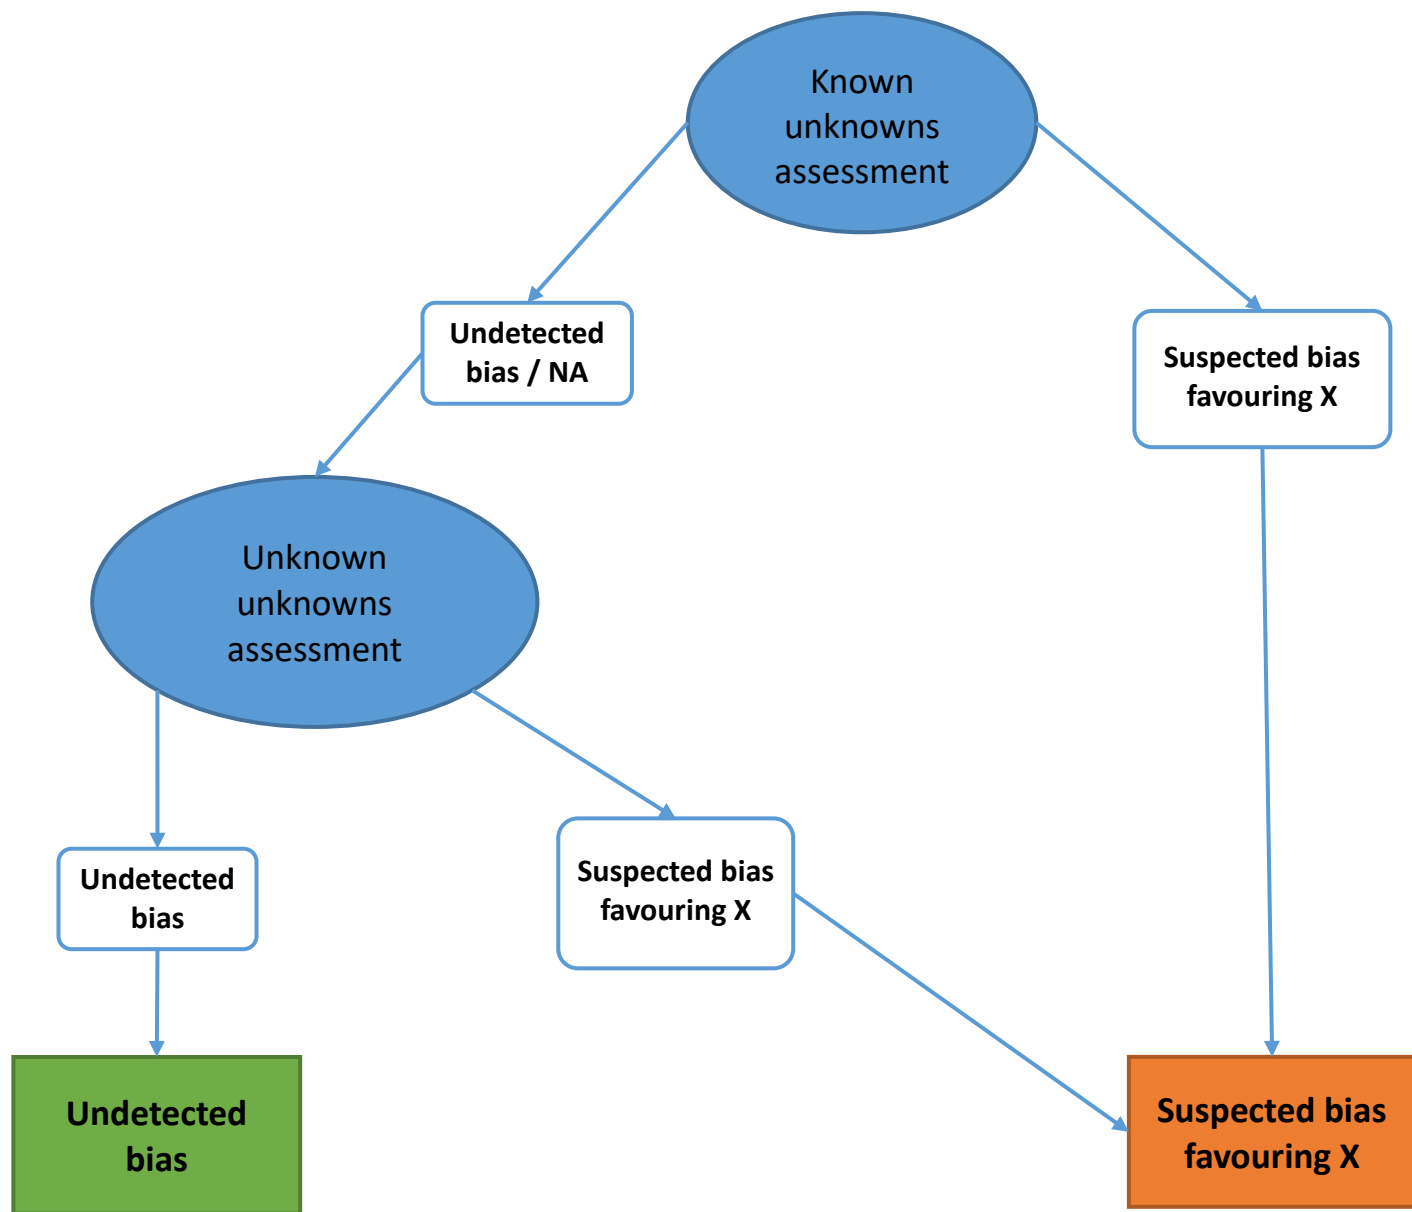 Known
unknowns
assessment
Undetected
bias / NA
Suspected bias
favouring X
Unknown
unknowns
assessment
Undetected
bias
Suspected bias
favouring X
Undetected
bias
Suspected bias
favouring X